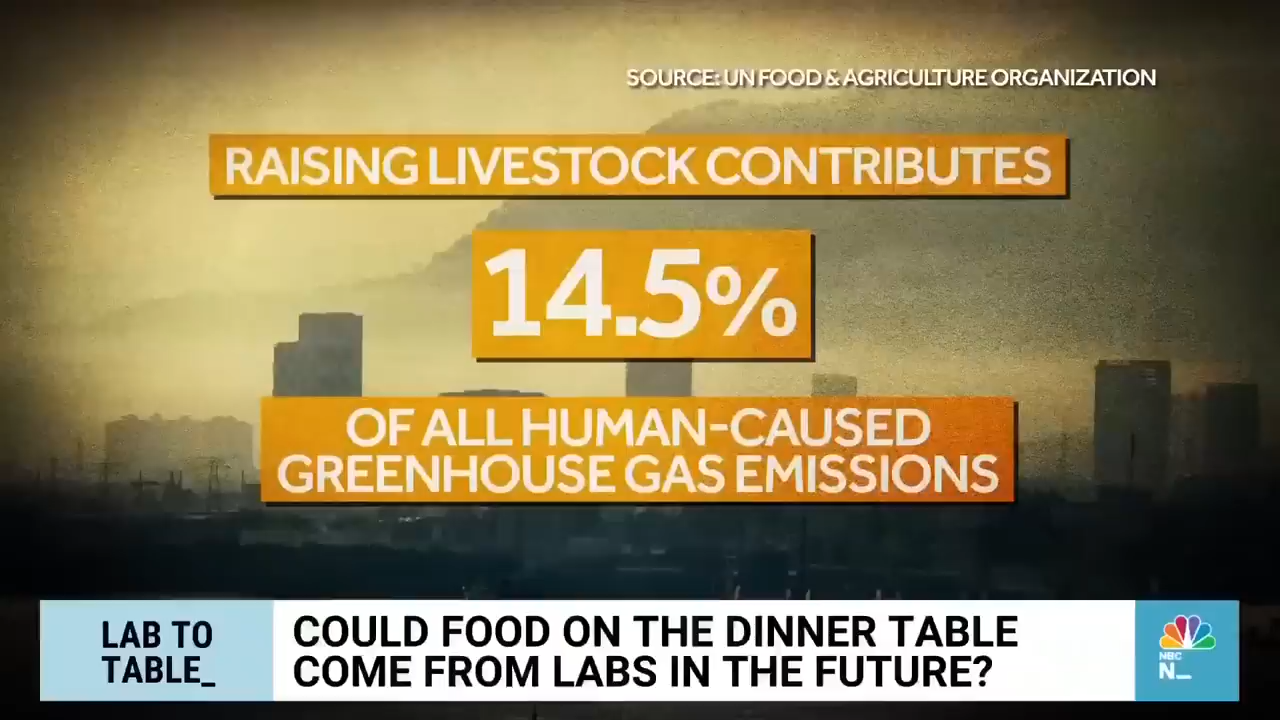 SOURCE: UN FOOD & AGRICULTURE ORGANIZATION
RAISING LIVESTOCK CONTRIBUTES
14.5%
OF ALL HUMAN-CAUSED
GREENHOUSE GAS EMISSIONS
LAB TO
TABLE_
COULD FOOD ON THE DINNER TABLE
COME FROM LABS IN THE FUTURE?
NBC
N_